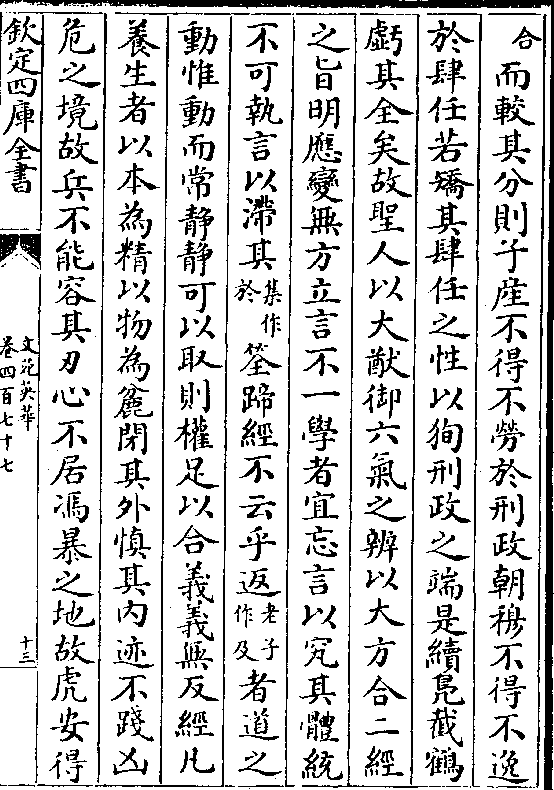 合而較其分則子産不得不勞於刑政朝穆不得不逸
於肆任若矯其肆任之性以狥刑政之端是續鳧截鶴
虧其全矣故聖人以大猷御六氣之辨以大方合二經
之旨明應變無方立言不一學者宜忘言以究其體統
不可執言以滯其集作於筌蹄經不云乎返老子作及者道之
動惟動而常静静可以取則權足以合義義無反經凡
養生者以本為精以物為麄閉其外慎其内迹不踐凶
危之境故兵不能容其刃心不居馮暴之地故虎安得
欽定四庫全書
文苑英華
卷四百七十七
十三